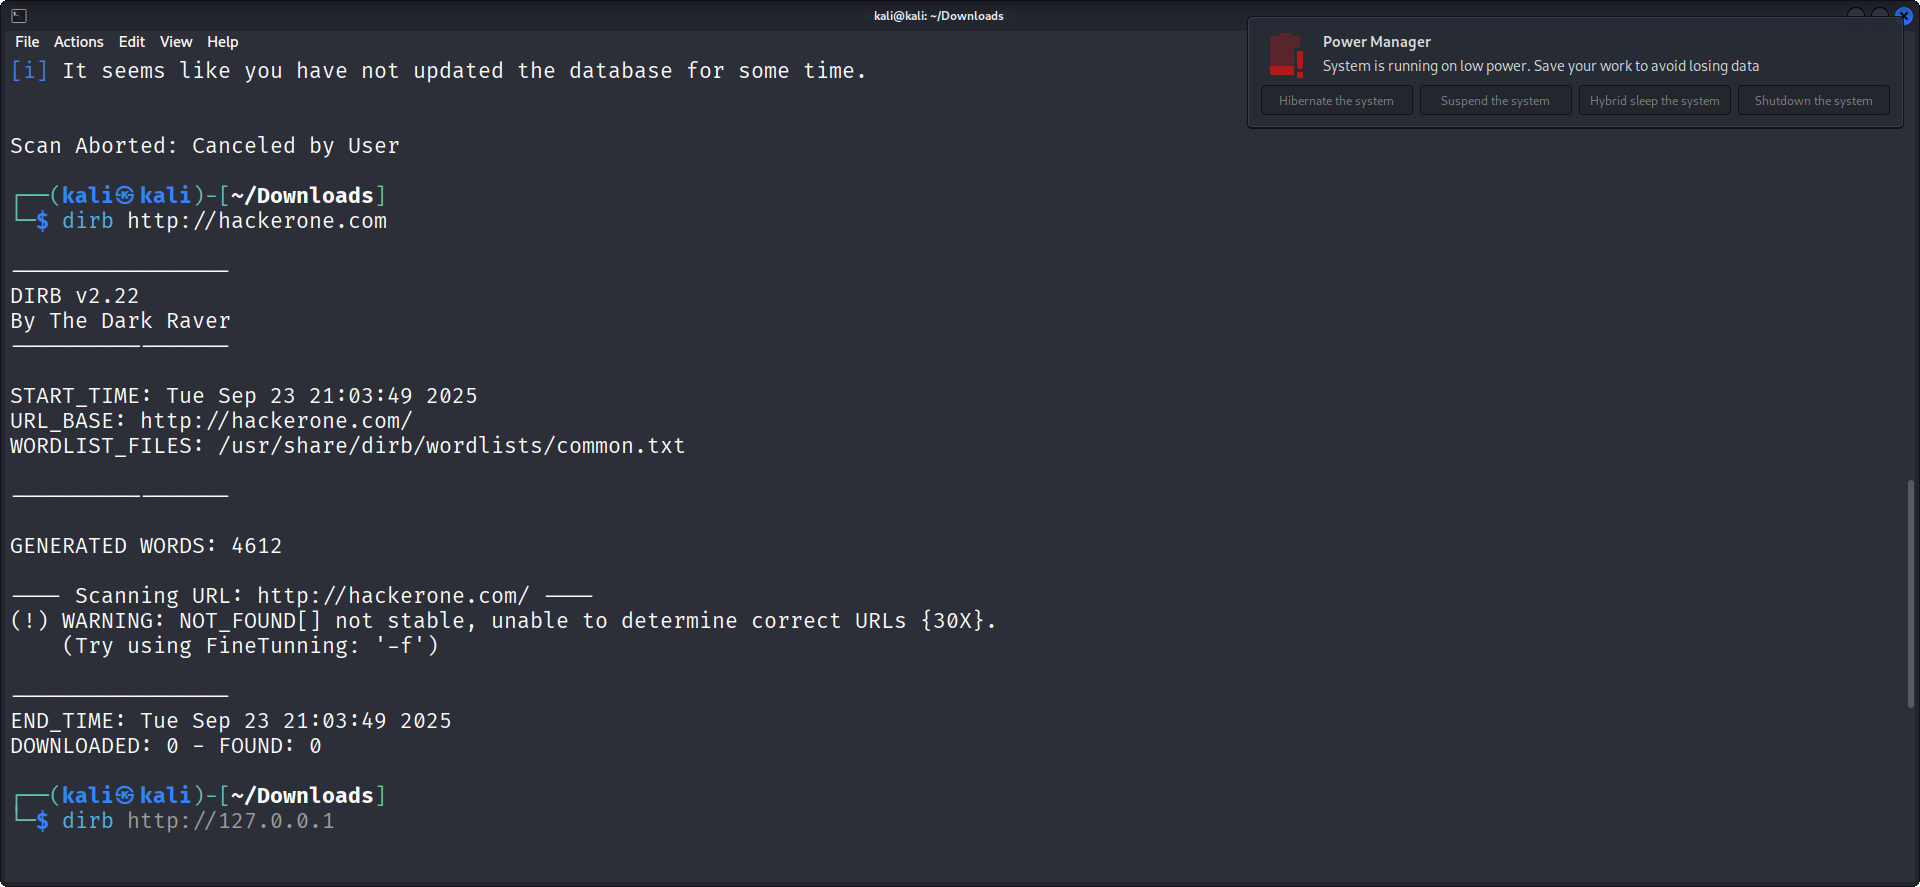 kali@kali: ~/Downloads
File Actions Edit View Help
Power Manager
System is running on low power. Save your work to avoid losing data
Hibernate the system Suspend the system Hybrid sleep the system Shutdown the system
[i] It seems like you have not updated the database for some time.
Scan Aborted: Canceled by User
┌──(kali㉿kali)-[~/Downloads]
└─$ dirb http://hackerone.com
-----------------
DIRB v2.22
By The Dark Raver
-----------------
START_TIME: Tue Sep 23 21:03:49 2025
URL_BASE: http://hackerone.com/
WORDLIST_FILES: /usr/share/dirb/wordlists/common.txt
-----------------
GENERATED WORDS: 4612
---- Scanning URL: http://hackerone.com/ ----
(!) WARNING: NOT_FOUND[] not stable, unable to determine correct URLs {30X}.
(Try using FineTunning: '-f')
-----------------
END_TIME: Tue Sep 23 21:03:49 2025
DOWNLOADED: 0 - FOUND: 0
┌──(kali㉿kali)-[~/Downloads]
└─$ dirb http://127.0.0.1